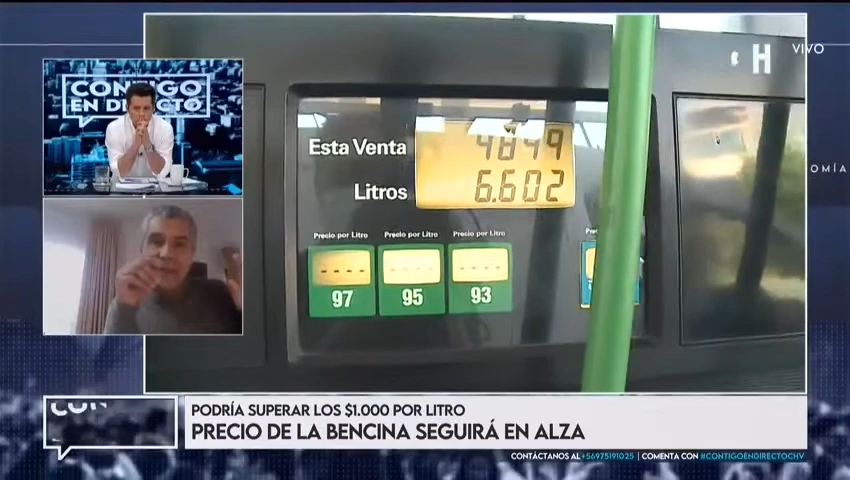 CONTIGO
EN DIRECTO
H
VIVO
OMÍA
Esta Venta 4849
Litros 6.602
Precio por Litro Precio por Litro Precio por Litro
---- ---- ----
97 95 93
CON
PODRÍA SUPERAR LOS $1.000 POR LITRO
PRECIO DE LA BENCINA SEGUIRÁ EN ALZA
CONTÁCTANOS AL +56975191025 | COMENTA CON #CONTIGOENDIRECTOCHV